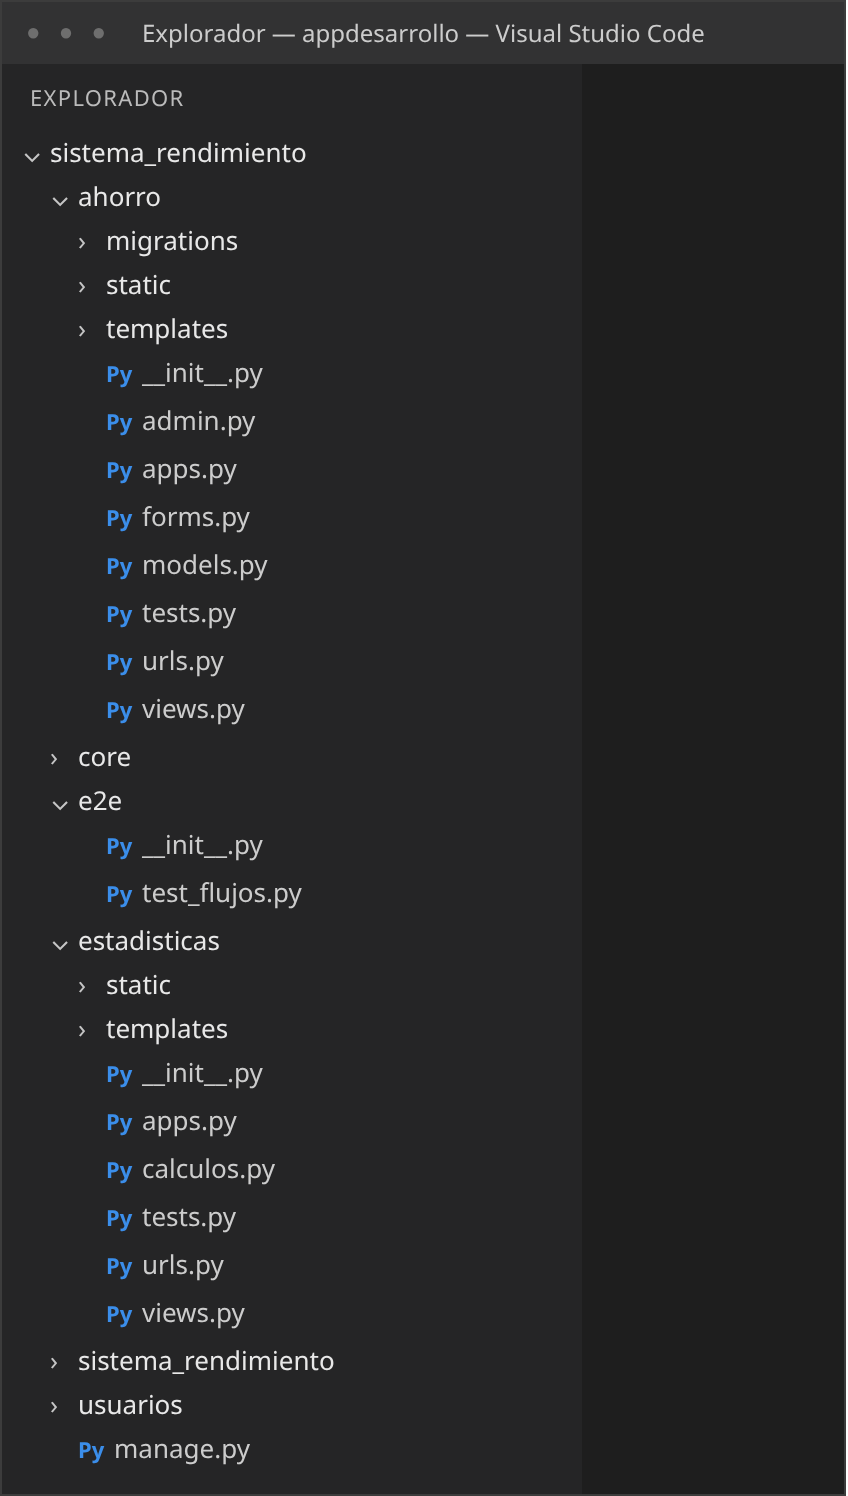 Explorador — appdesarrollo — Visual Studio Code
EXPLORADOR
sistema_rendimiento
ahorro
migrations
static
templates
Py __init__.py
Py admin.py
Py apps.py
Py forms.py
Py models.py
Py tests.py
Py urls.py
Py views.py
core
e2e
Py __init__.py
Py test_flujos.py
estadisticas
static
templates
Py __init__.py
Py apps.py
Py calculos.py
Py tests.py
Py urls.py
Py views.py
sistema_rendimiento
usuarios
Py manage.py